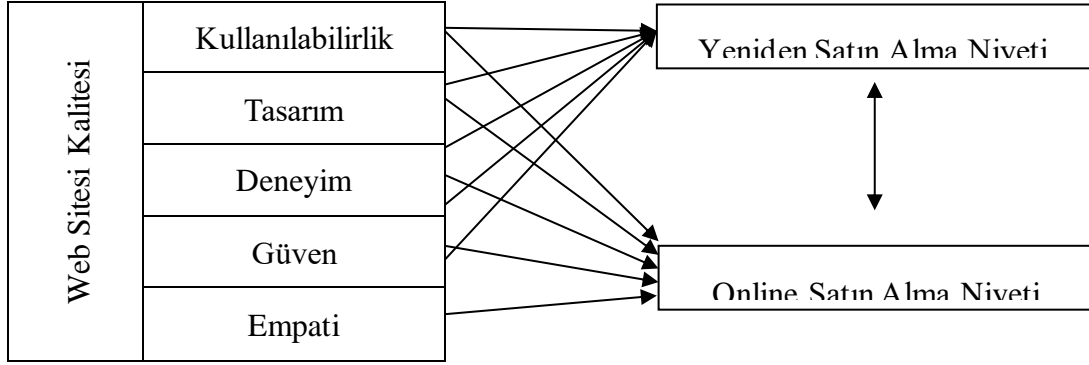 Web Sitesi Kalitesi
Kullanılabilirlik
Tasarım
Deneyim
Güven
Empati
Yeniden Satın Alma Niyeti
Online Satın Alma Niyeti